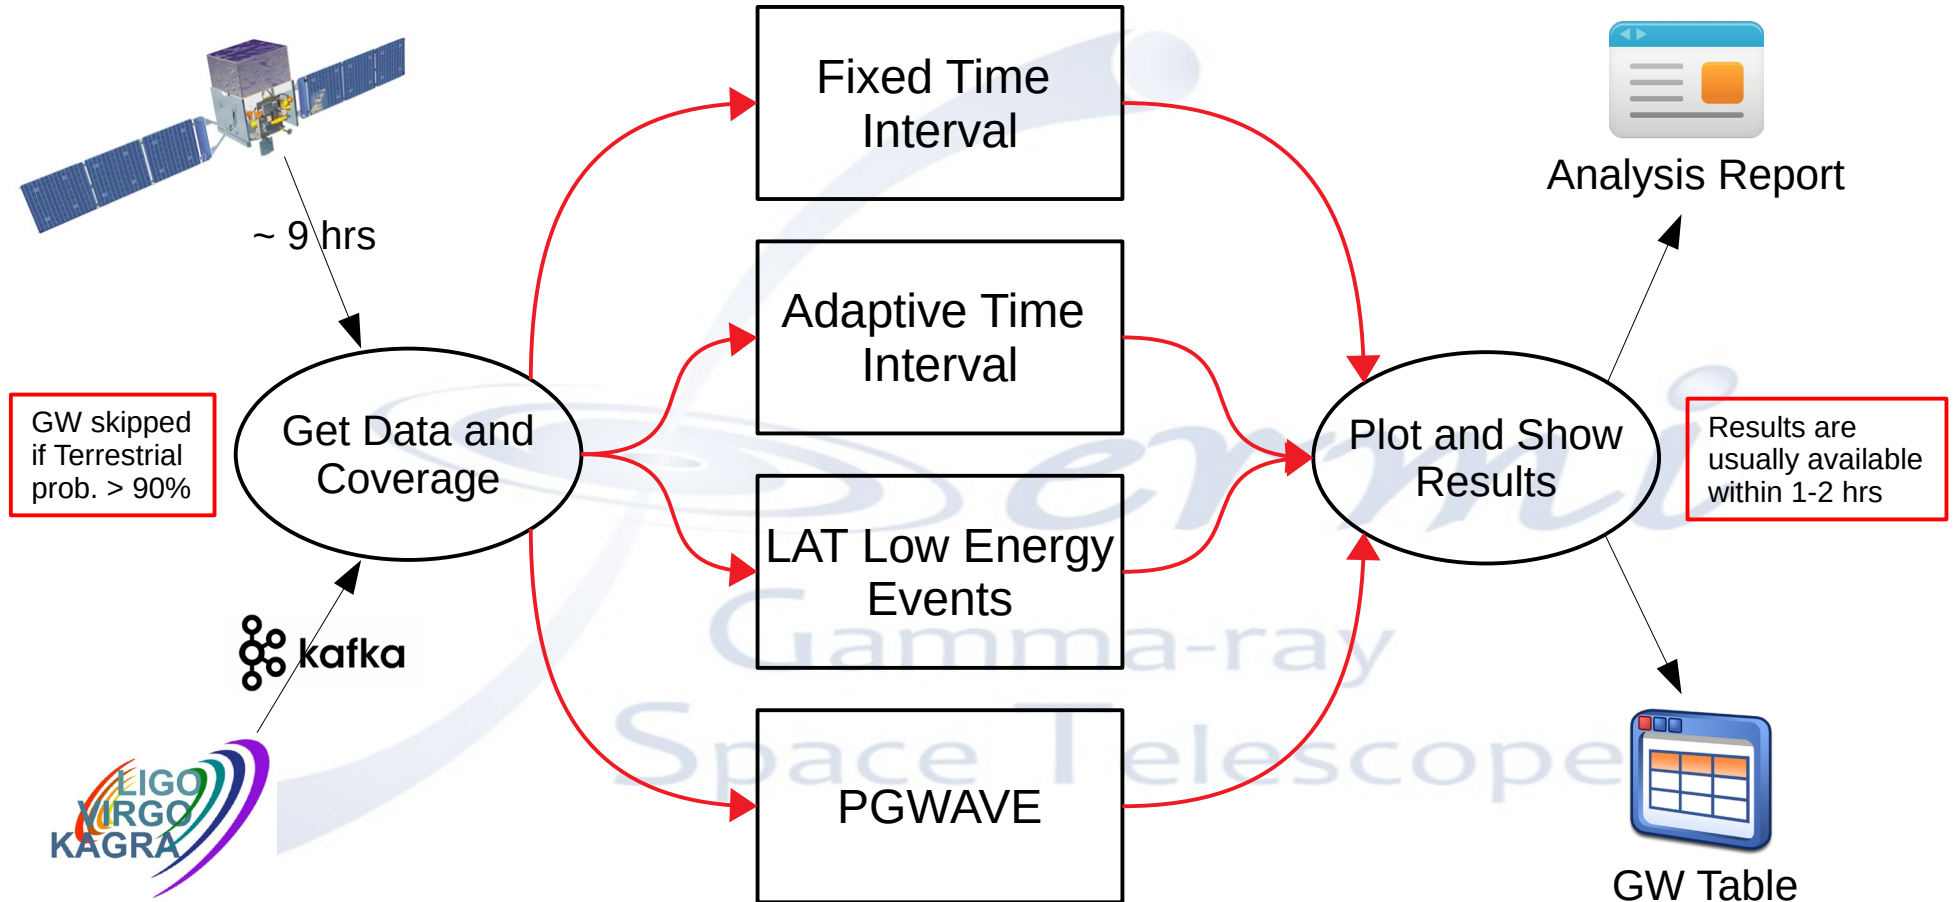 Fixed Time
Interval
Analysis Report
~ 9 hrs
Adaptive Time
Interval
GW skipped
if Terrestrial
prob. > 90%
Get Data and
Coverage
Plot and Show
Results
Results are
usually available
within 1-2 hrs
LAT Low Energy
Events
kafka
LIGO
VIRGO
KAGRA
PGWAVE
GW Table
Fermi
Gamma-ray
Space Telescope